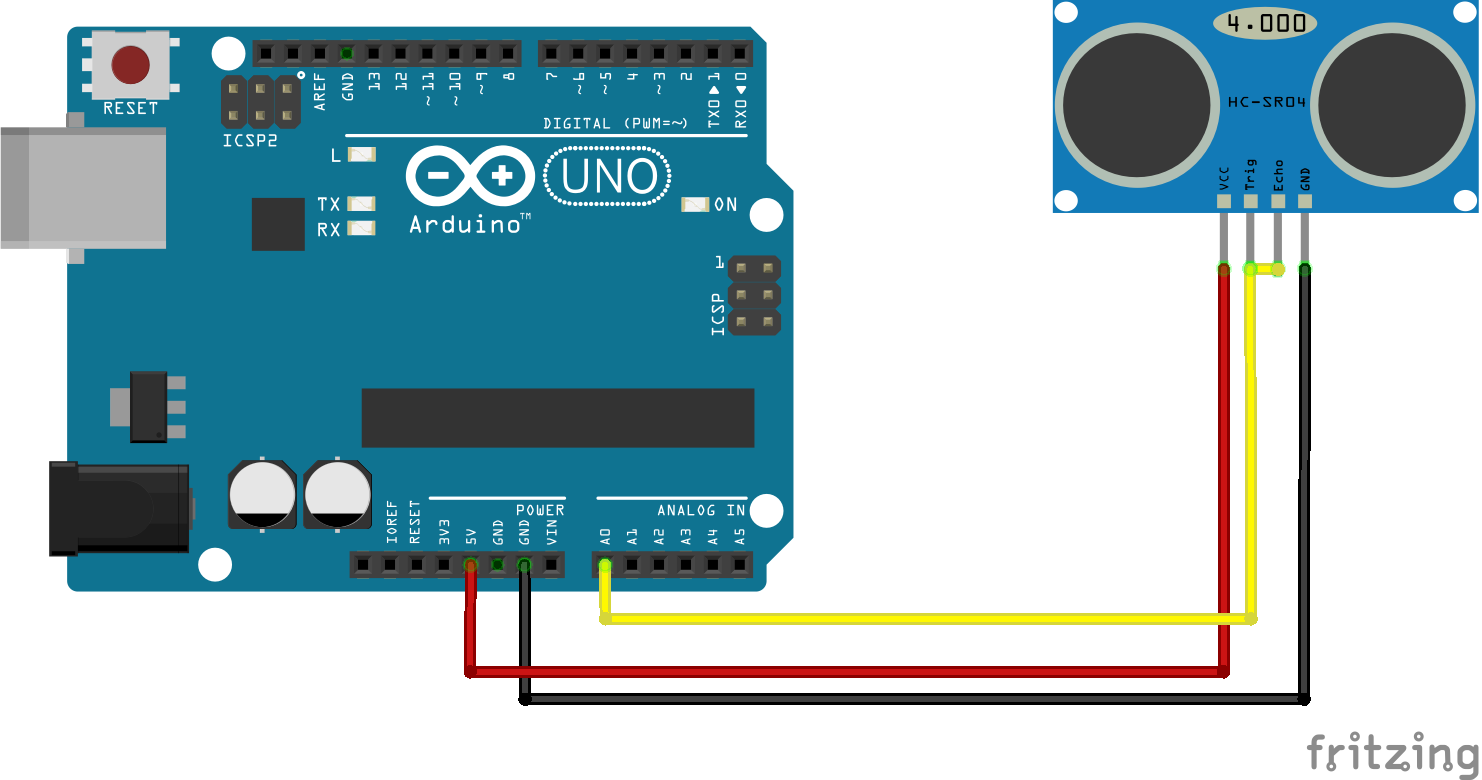 RESET
ICSP2
AREF
GND
13
12
~11
~10
~9
8
7
~6
~5
4
~3
2
TX0▶1
RX0◀0
DIGITAL (PWM=~)
L
TX
RX
UNO
Arduino™
ON
1
ICSP
POWER
ANALOG IN
IOREF
RESET
3V3
5V
GND
GND
VIN
A0
A1
A2
A3
A4
A5
4.000
HC-SR04
VCC
Trig
Echo
GND
fritzing